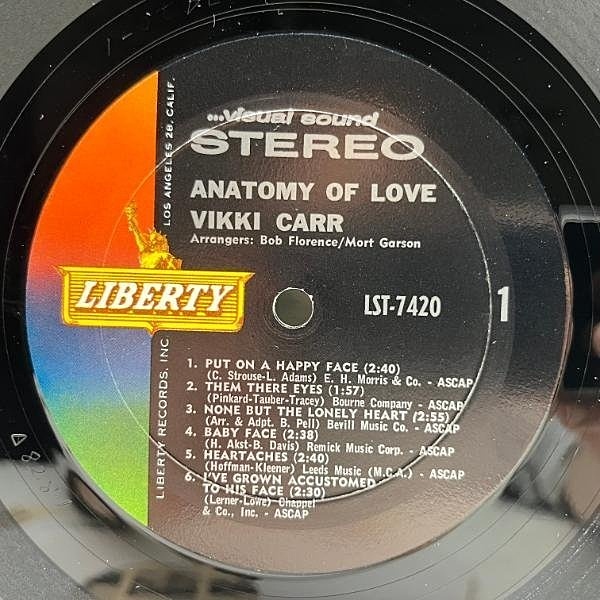 ...visual sound
STEREO
ANATOMY OF LOVE
VIKKI CARR
Arrangers: Bob Florence/Mort Garson
LIBERTY
LST-7420
1
1. PUT ON A HAPPY FACE (2:40)
(C. Strouse-L. Adams) E. H. Morris & Co. - ASCAP
2. THEM THERE EYES (1:57)
(Pinkard-Tauber-Tracey) Bourne Company - ASCAP
3. NONE BUT THE LONELY HEART (2:55)
(Arr. & Adpt. B. Pell) Bevill Music Co. - ASCAP
4. BABY FACE (2:38)
(H. Akst-B. Davis) Remick Music Corp. - ASCAP
5. HEARTACHES (2:40)
(Hoffman-Kleener) Leeds Music (M.C.A.) - ASCAP
6. I'VE GROWN ACCUSTOMED
TO HIS FACE (2:30)
(Lerner-Lowe) Chappel
& Co., Inc. - ASCAP
LIBERTY RECORDS, INC.
LOS ANGELES 28, CALIF.